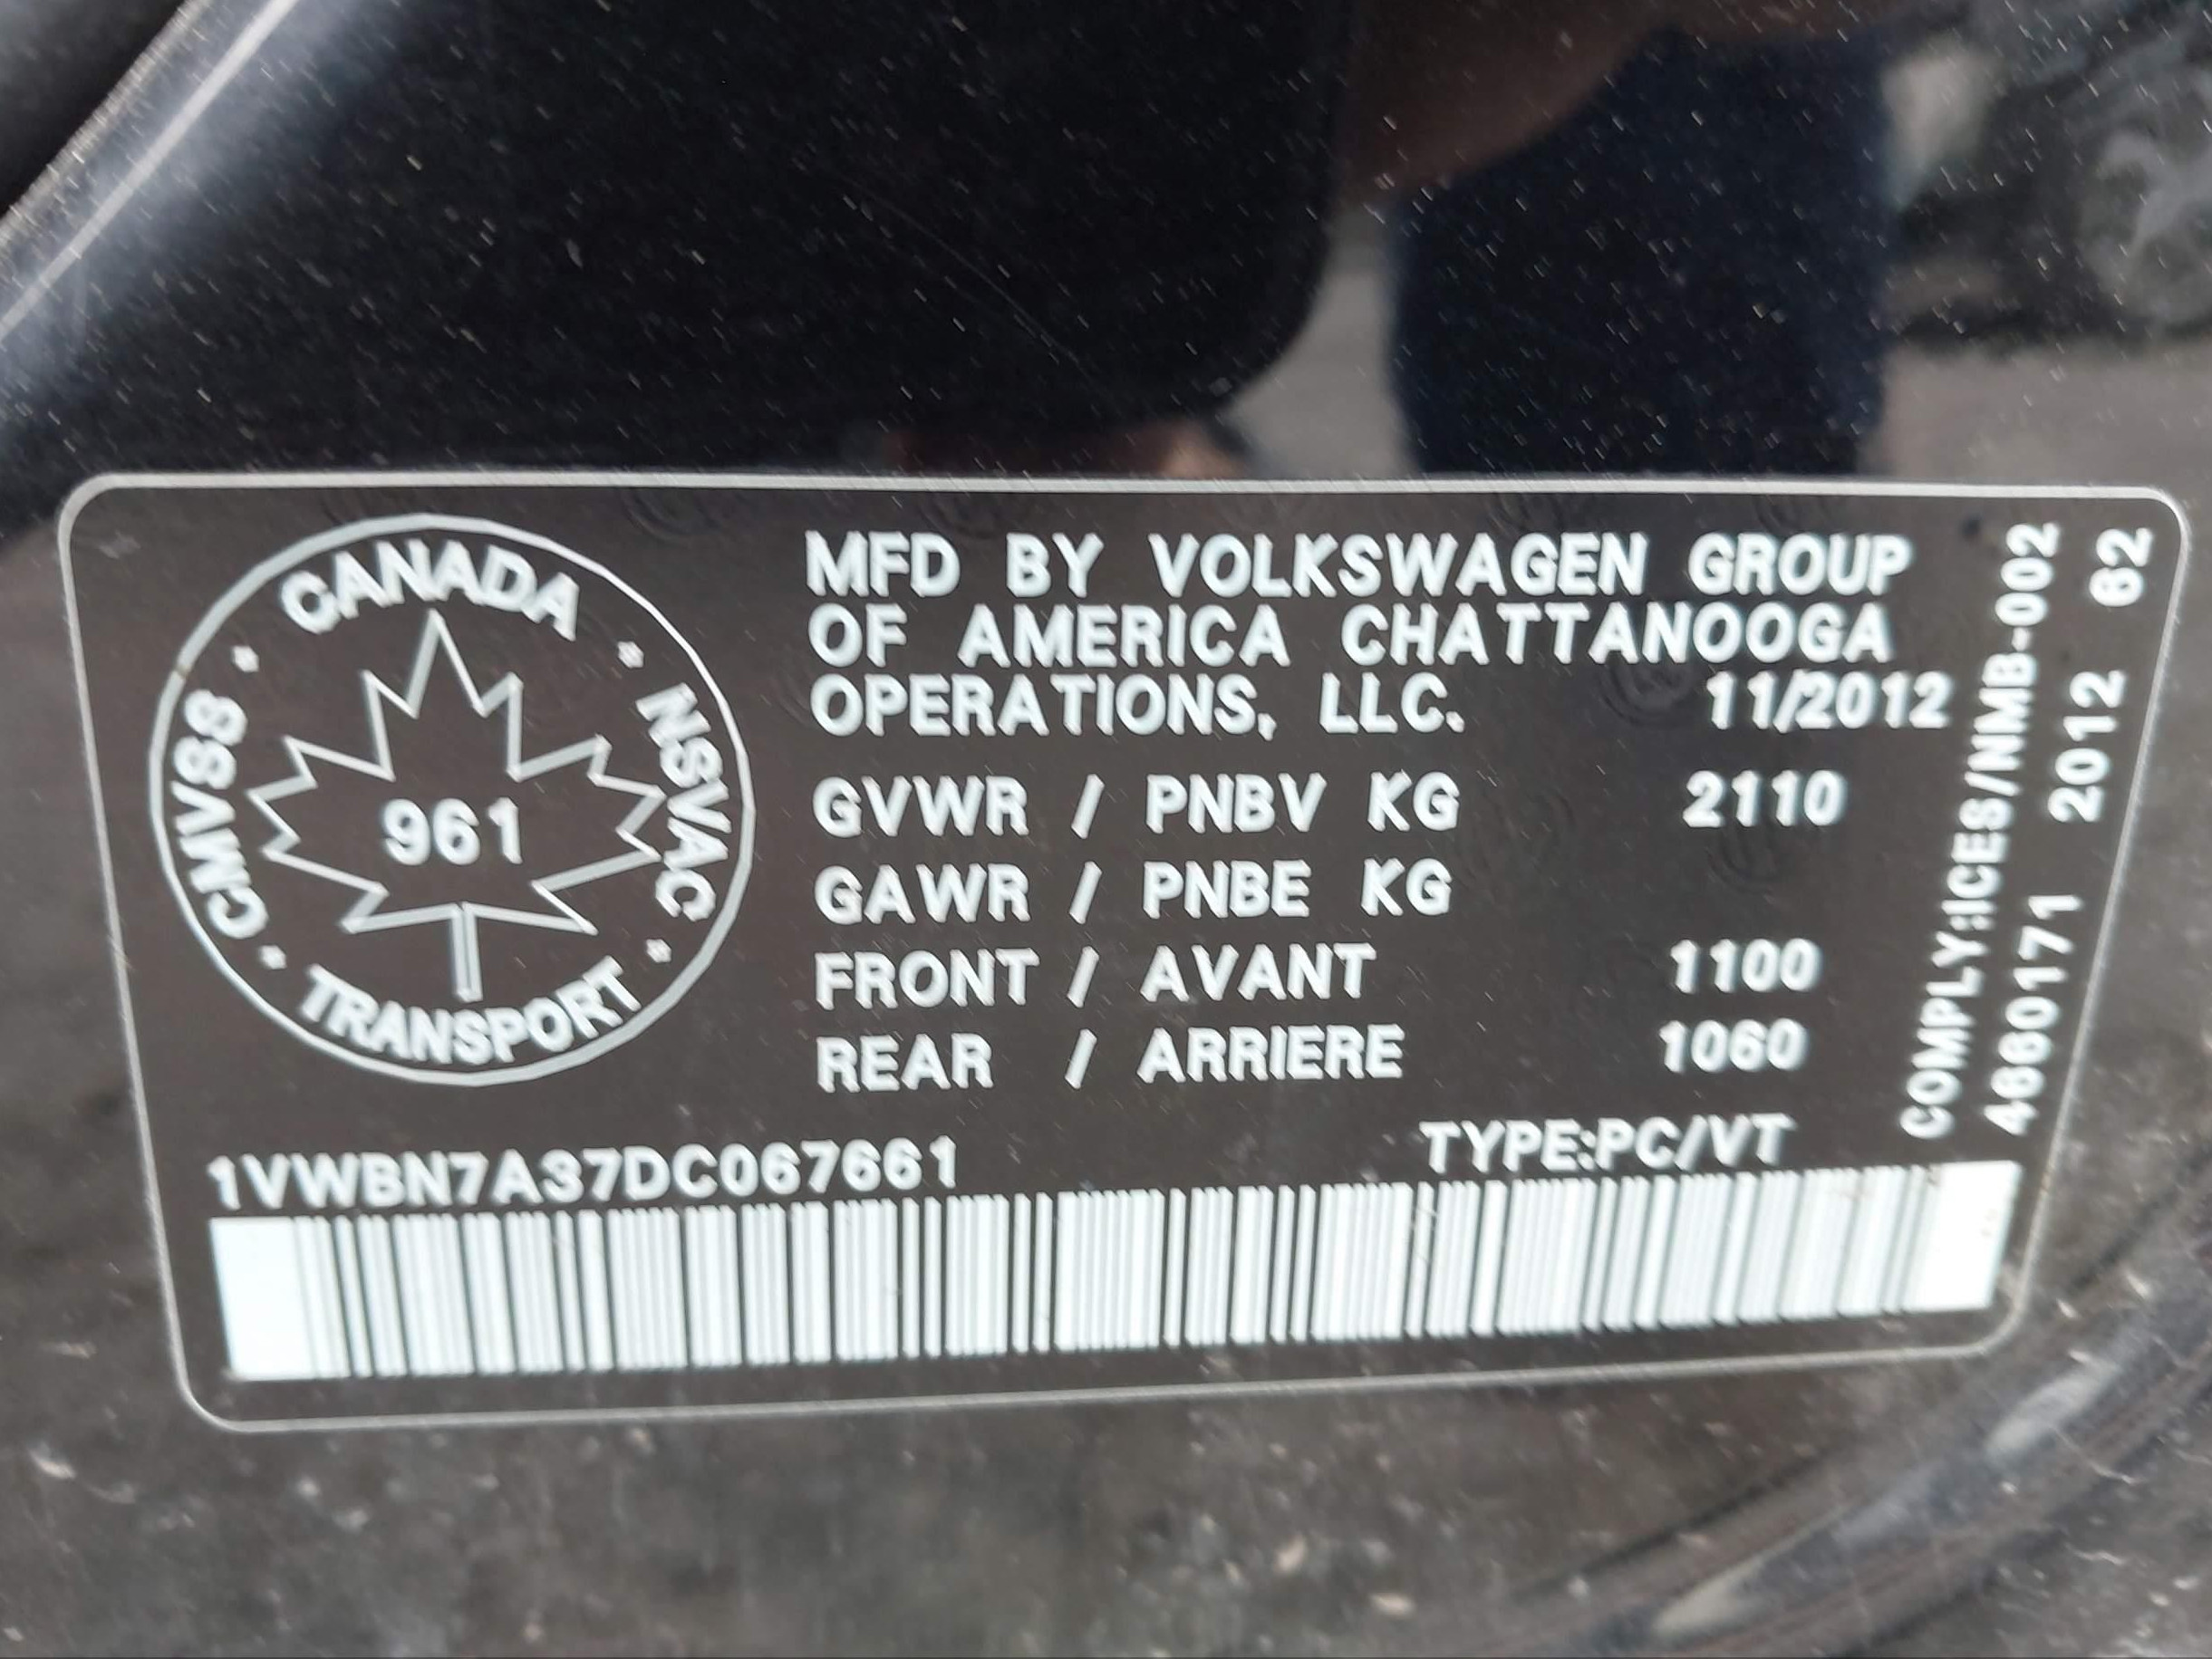 CANADA · NSVAC · TRANSPORT · CMVSS ·
961
MFD BY VOLKSWAGEN GROUP
OF AMERICA CHATTANOOGA
OPERATIONS, LLC. 11/2012
GVWR / PNBV KG 2110
GAWR / PNBE KG
FRONT / AVANT 1100
REAR / ARRIERE 1060
1VWBN7A37DC067661 TYPE:PC/VT
COMPLY:ICES/NMB-002
4660171 2012 62